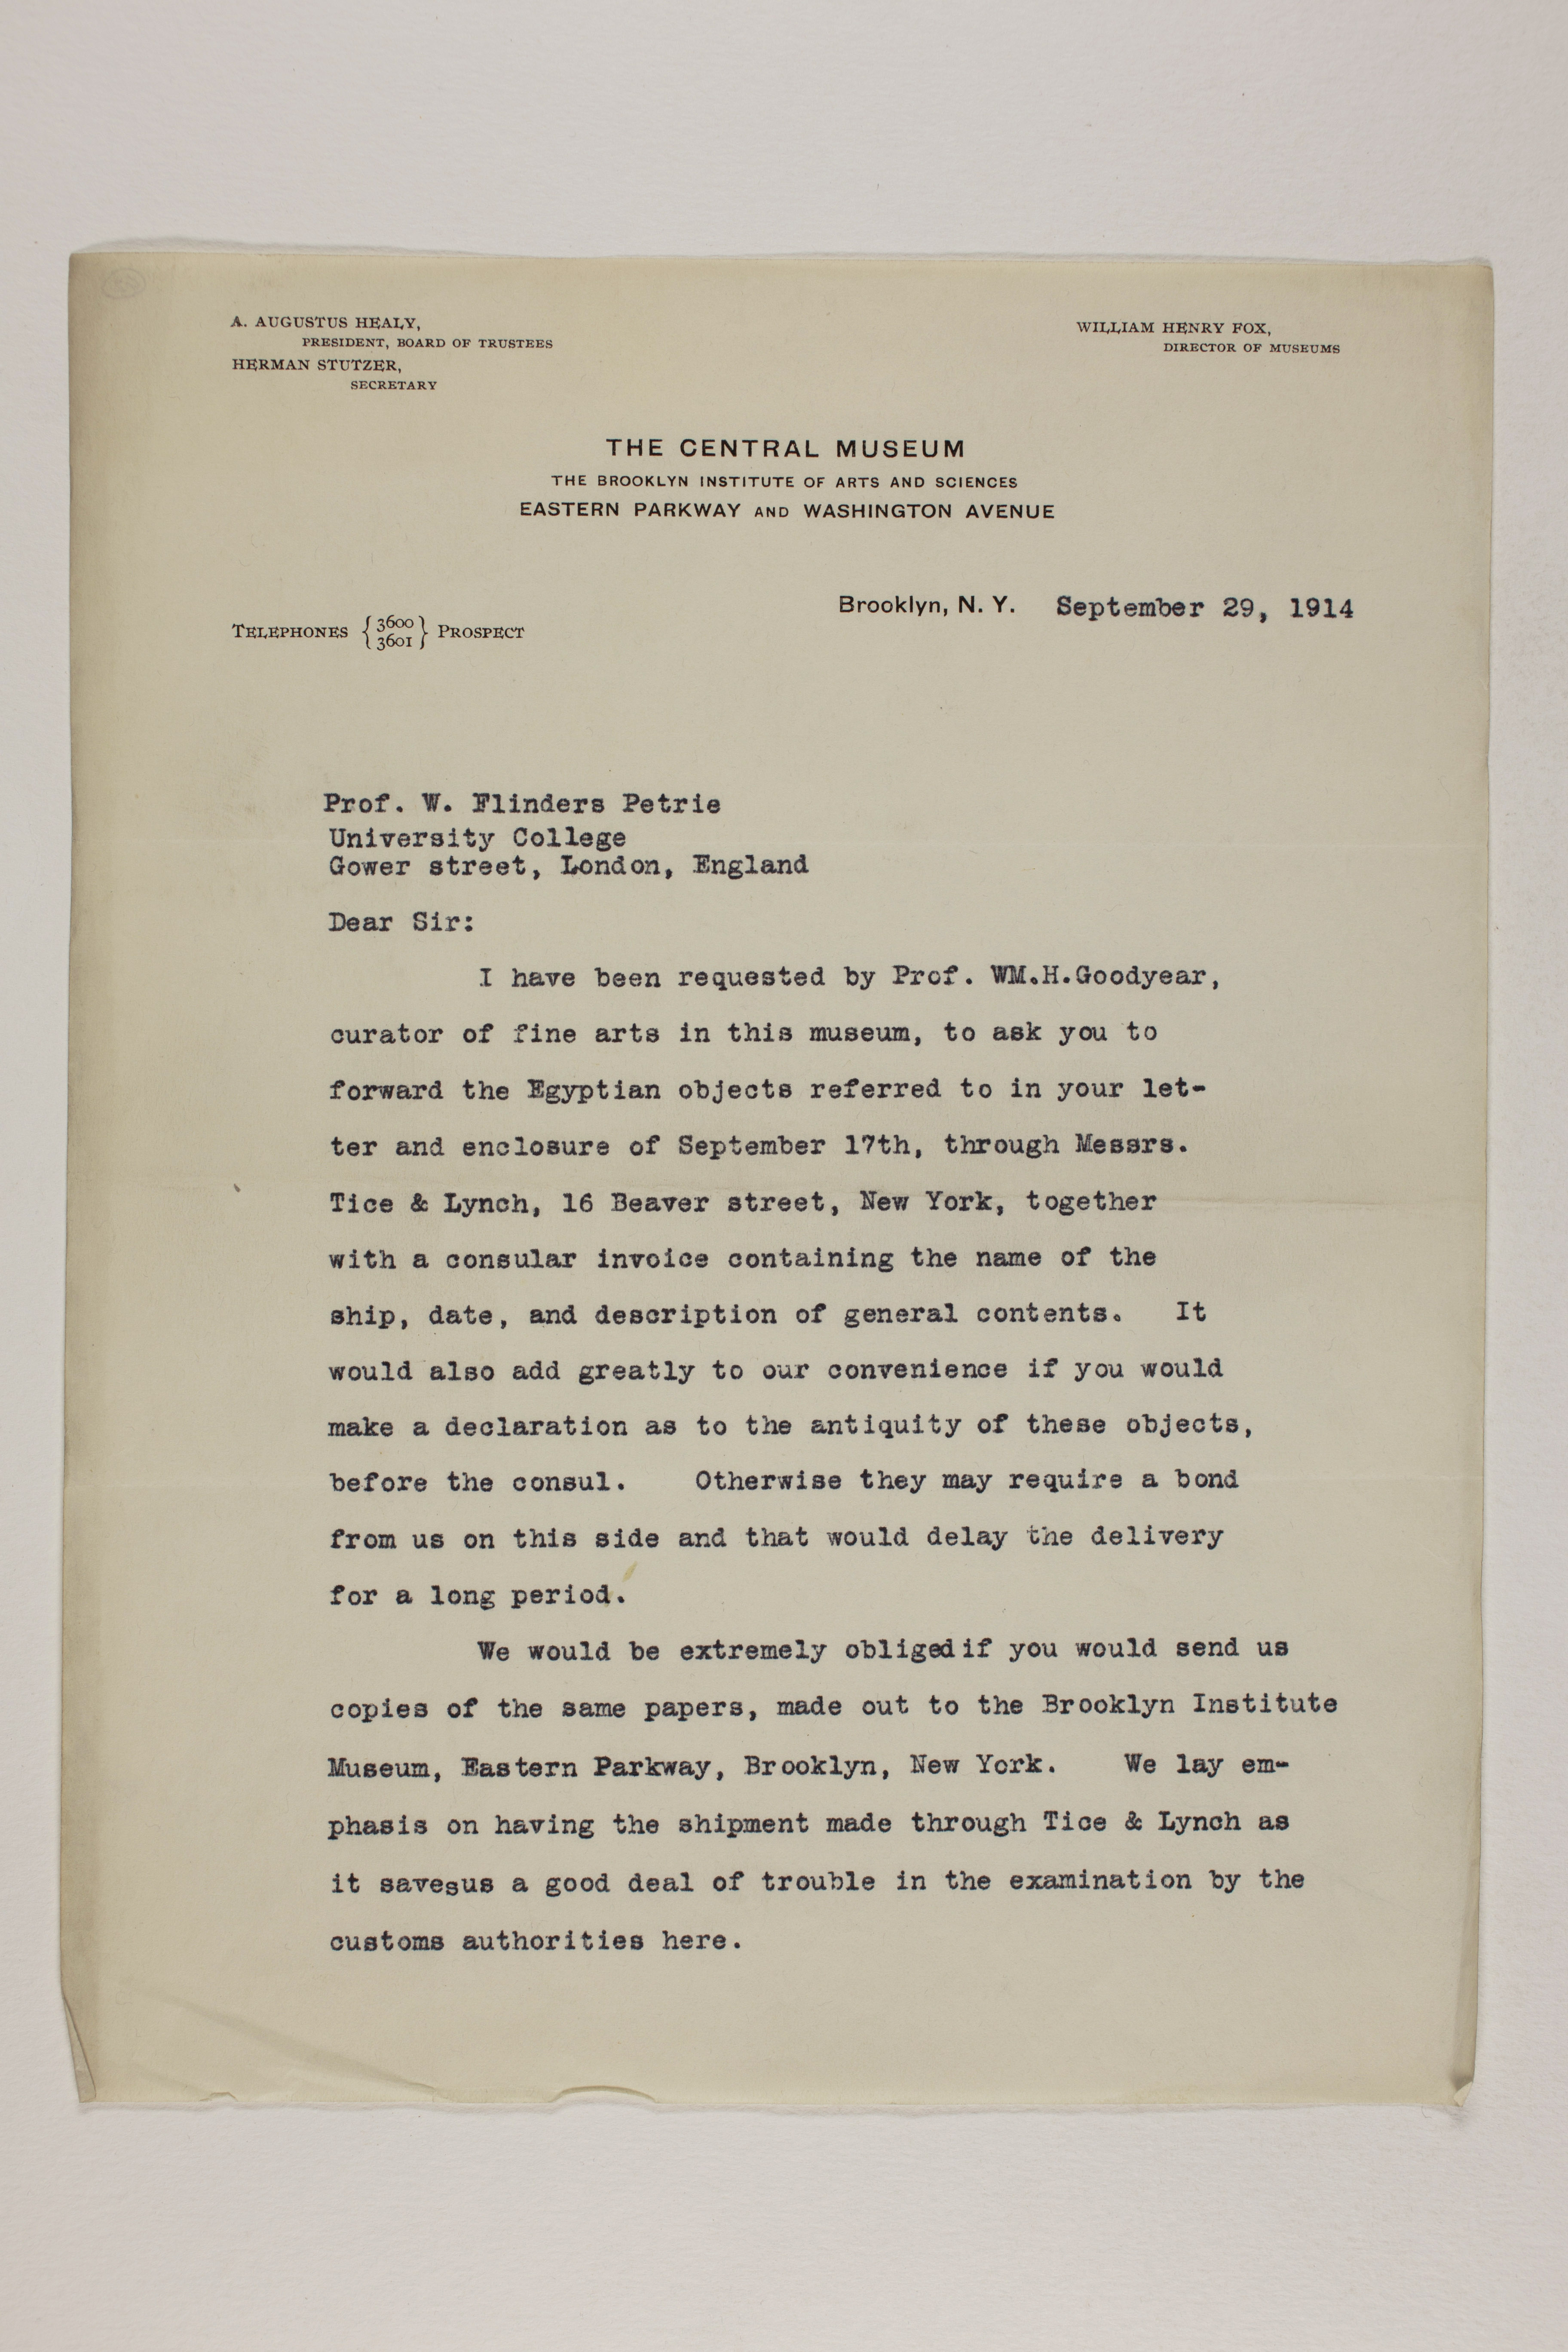 A. AUGUSTUS HEALY,
PRESIDENT, BOARD OF TRUSTEES
HERMAN STUTZER,
SECRETARY
WILLIAM HENRY FOX,
DIRECTOR OF MUSEUMS
THE CENTRAL MUSEUM
THE BROOKLYN INSTITUTE OF ARTS AND SCIENCES
EASTERN PARKWAY AND WASHINGTON AVENUE
Brooklyn, N. Y. September 29, 1914
TELEPHONES { 3600 3601 } PROSPECT
Prof. W. Flinders Petrie
University College
Gower street, London, England
Dear Sir:
I have been requested by Prof. WM.H.Goodyear,
curator of fine arts in this museum, to ask you to
forward the Egyptian objects referred to in your let-
ter and enclosure of September 17th, through Messrs.
Tice & Lynch, 16 Beaver street, New York, together
with a consular invoice containing the name of the
ship, date, and description of general contents. It
would also add greatly to our convenience if you would
make a declaration as to the antiquity of these objects,
before the consul. Otherwise they may require a bond
from us on this side and that would delay the delivery
for a long period.
We would be extremely obliged if you would send us
copies of the same papers, made out to the Brooklyn Institute
Museum, Eastern Parkway, Brooklyn, New York. We lay em-
phasis on having the shipment made through Tice & Lynch as
it savesus a good deal of trouble in the examination by the
customs authorities here.